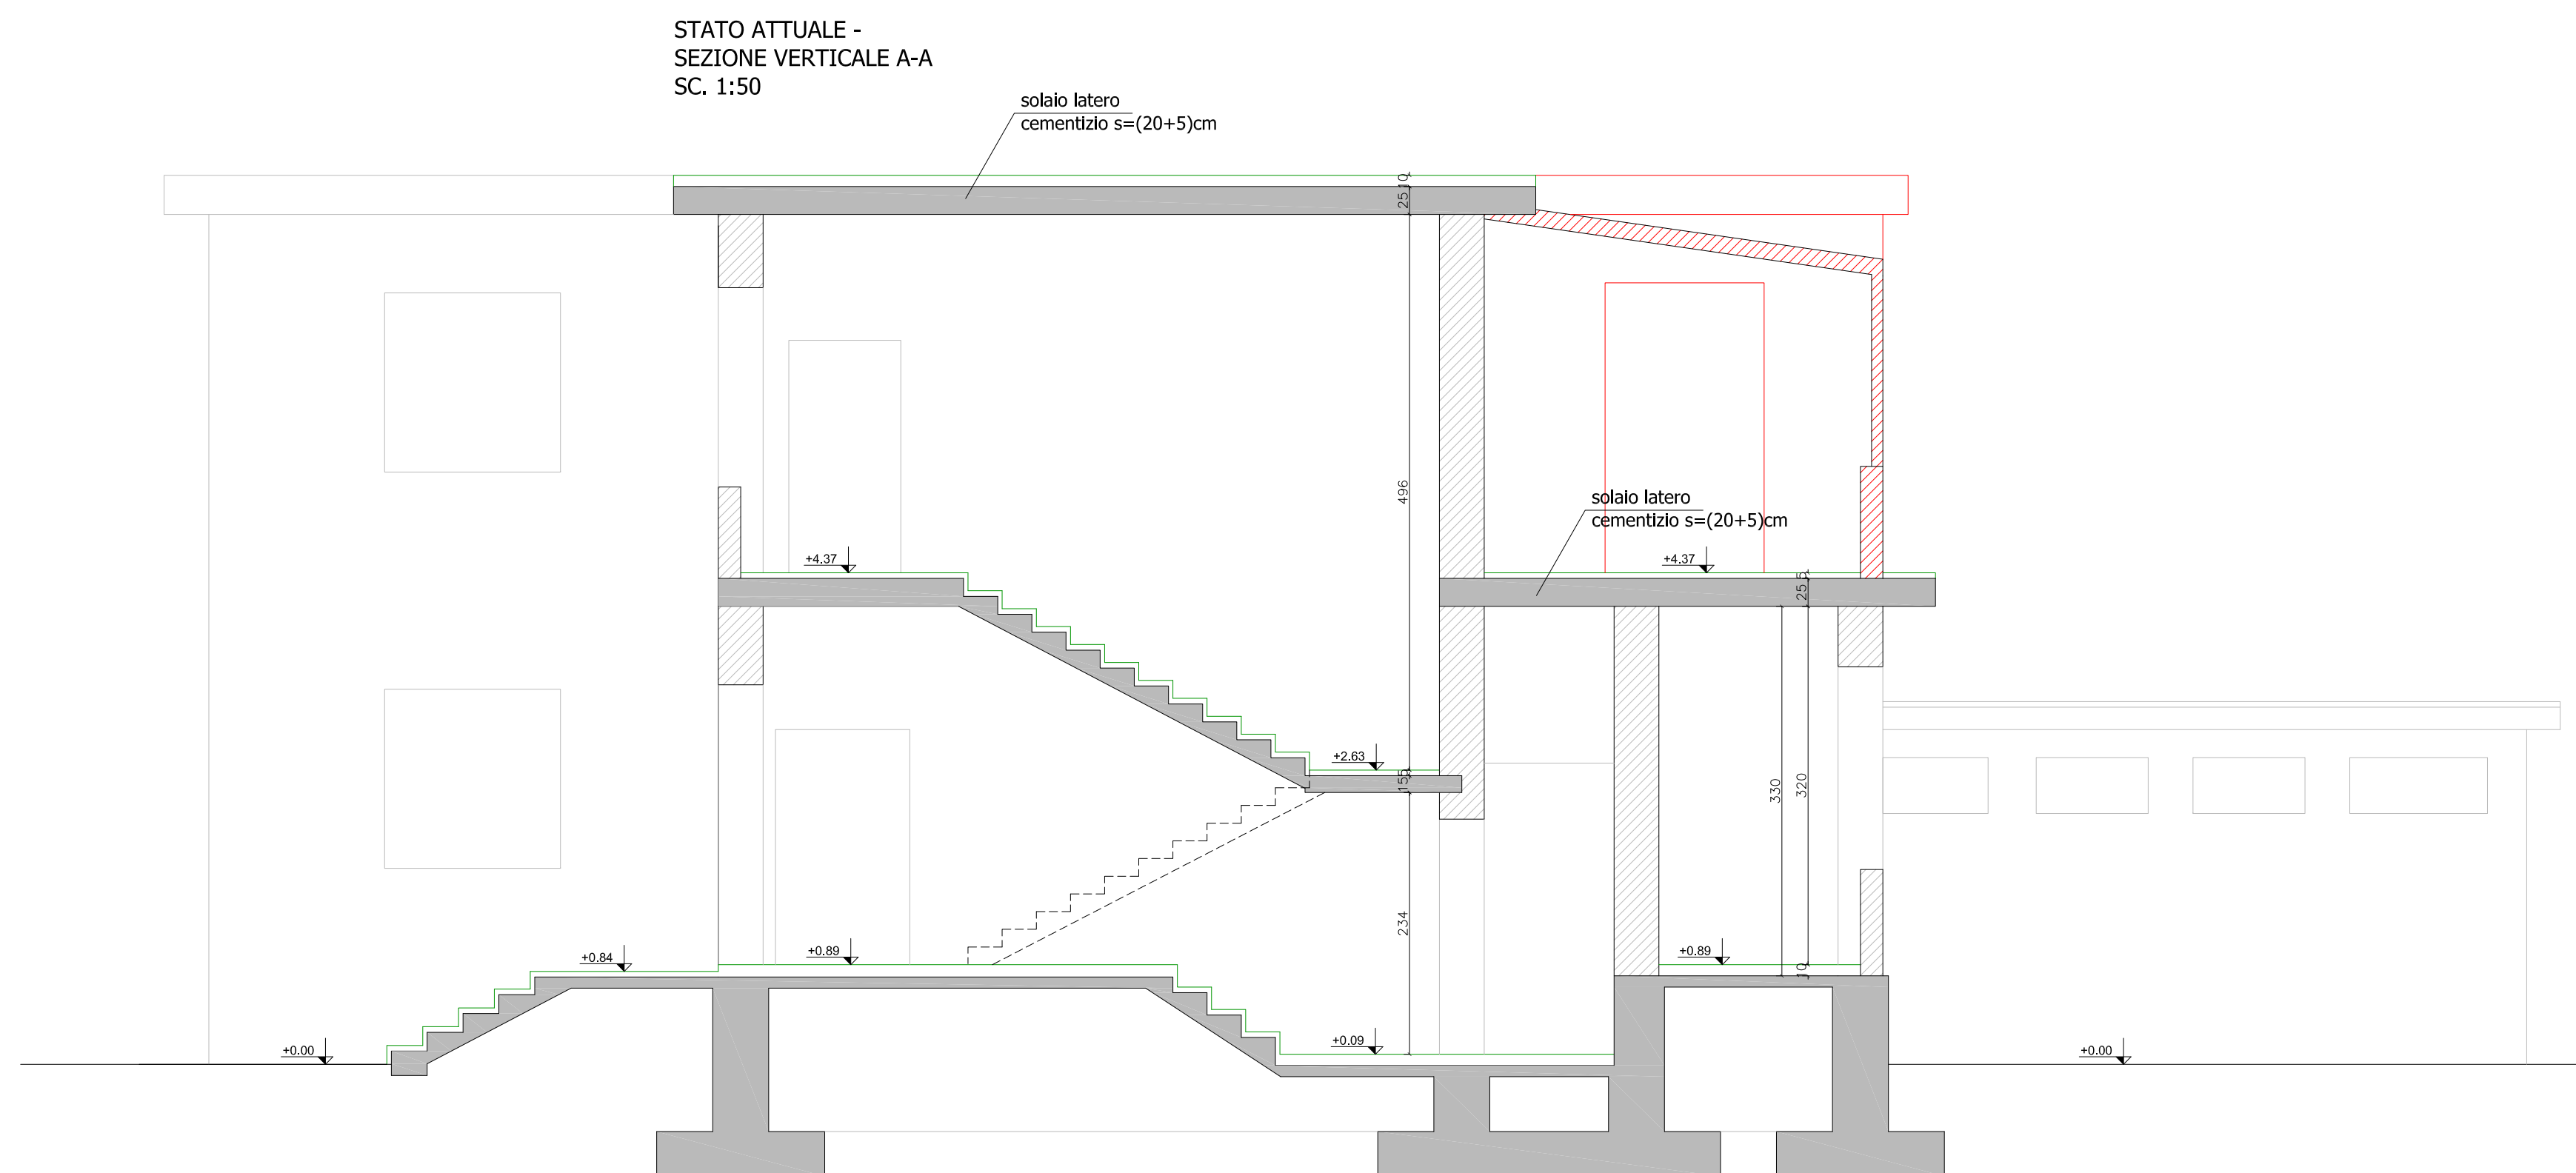 STATO ATTUALE -
SEZIONE VERTICALE A-A
SC. 1:50
solaio latero
cementizio s=(20+5)cm
10
25
496
solaio latero
cementizio s=(20+5)cm
+4.37
+4.37
5
25
+2.63
5
15
330
320
234
+0.84
+0.89
+0.89
10
+0.00
+0.09
+0.00